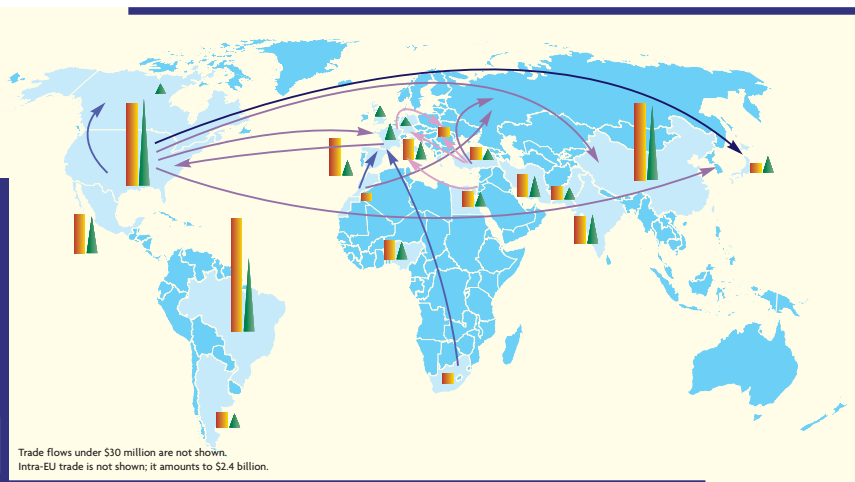 Trade flows under $30 million are not shown.
Intra-EU trade is not shown; it amounts to $2.4 billion.